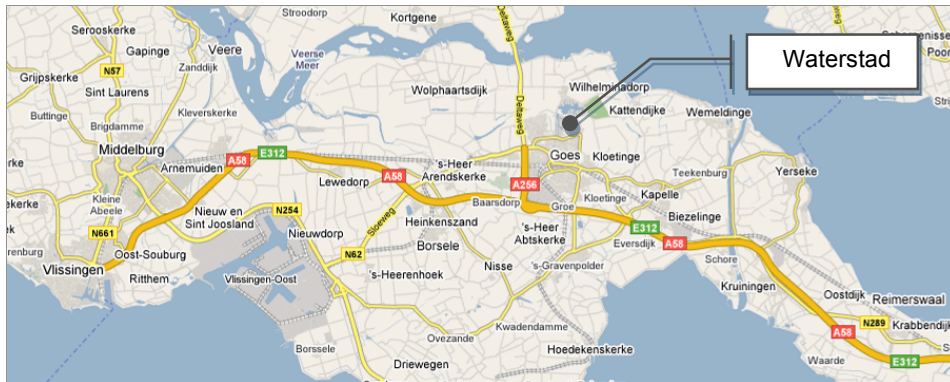 Stroodorp
Kortgene
Deltaweg
Serooskerke
Veere
Gapinge
Veerse
Meer
Zanddijk
Grijpskerke
N57
Sint Laurens
Wolphaartsdijk
Wilhelminadorp
Waterstad
Kattendijke
Wemeldinge
Deltaweg
Buttinge
Kleverskerke
Brigdamme
Middelburg
E312
A58
Arnemuiden
's-Heer
Arendskerke
Goes
Kloetinge
Teekenburg
Yerseke
Lewedorp
A58
A256
Kleine
Abeele
Nieuw en
Sint Joosland
N254
Sloeweg
Baarsdorp
Groe
Kloetinge
Kapelle
Biezelinge
Heinkenszand
N661
Nieuwdorp
Oost-Souburg
N62
Borsele
's-Heer
Abtskerke
E312
Eversdijk
A58
Vlissingen
Ritthem
Vlissingen-Oost
's-Heerenhoek
Nisse
's-Gravenpolder
Schore
Kruiningen
Oostdijk
Reimerswaal
N289
Krabbendijke
Kwadendamme
Ovezande
A58
Borssele
Driewegen
Hoedekenskerke
Waarde
E312